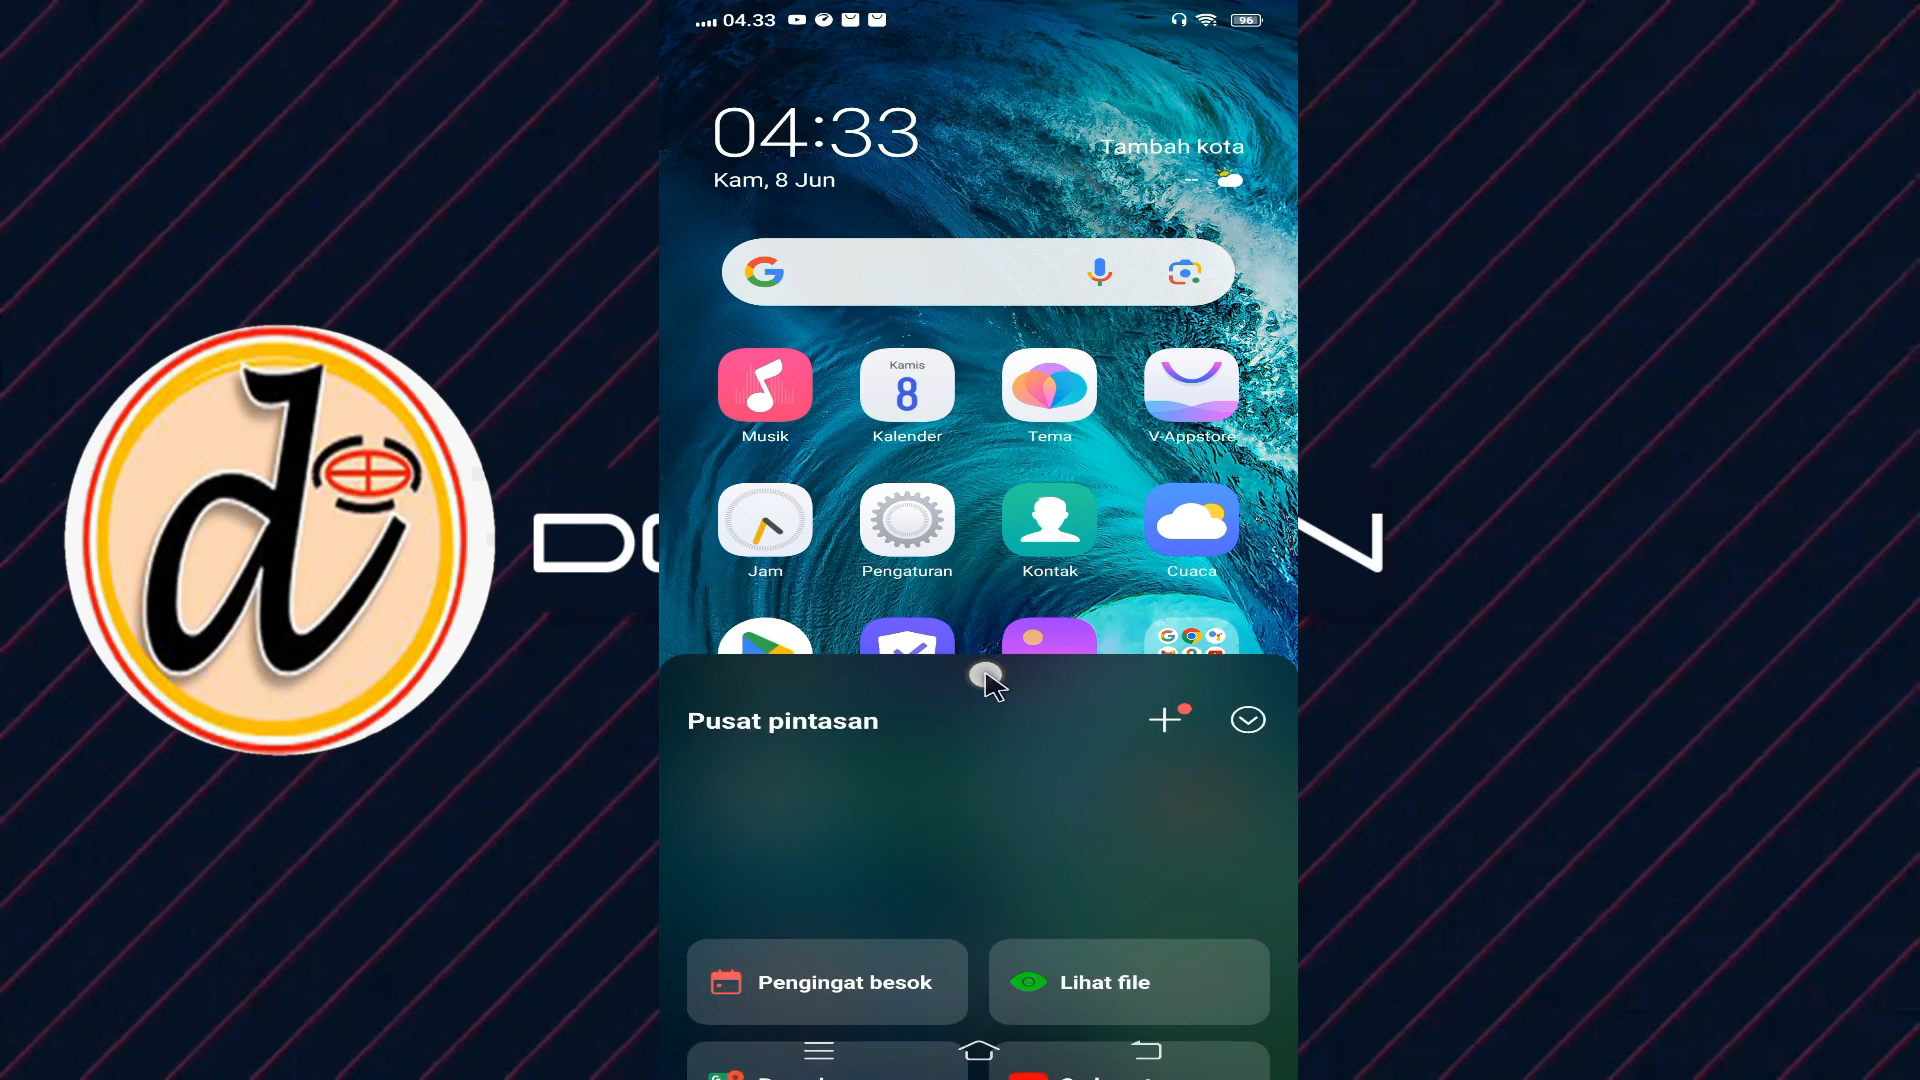 04.33
96
04:33
Kam, 8 Jun
Tambah kota
--
Kamis
8
Musik
Kalender
Tema
V-Appstore
Jam
Pengaturan
Kontak
Cuaca
Pusat pintasan
Pengingat besok
Lihat file